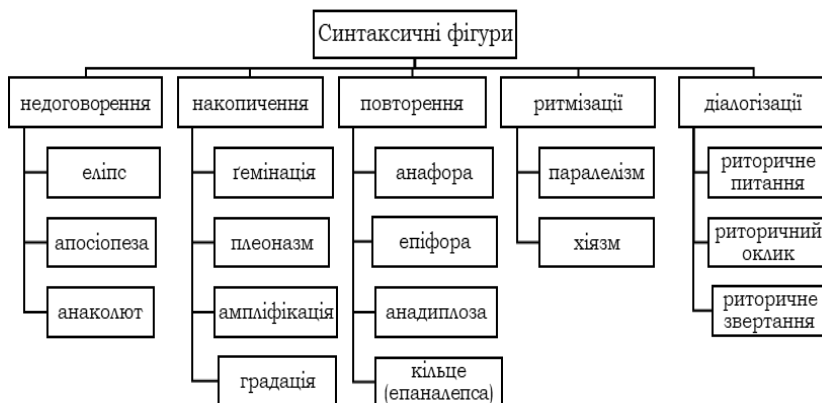 Синтаксичні фігури
недоговорення
накопичення
повторення
ритмізації
діалогізації
еліпс
апосіопеза
анаколют
ґемінація
плеоназм
ампліфікація
градація
анафора
епіфора
анадиплоза
кільце
(епаналепса)
паралелізм
хіязм
риторичне
питання
риторичний
оклик
риторичне
звертання